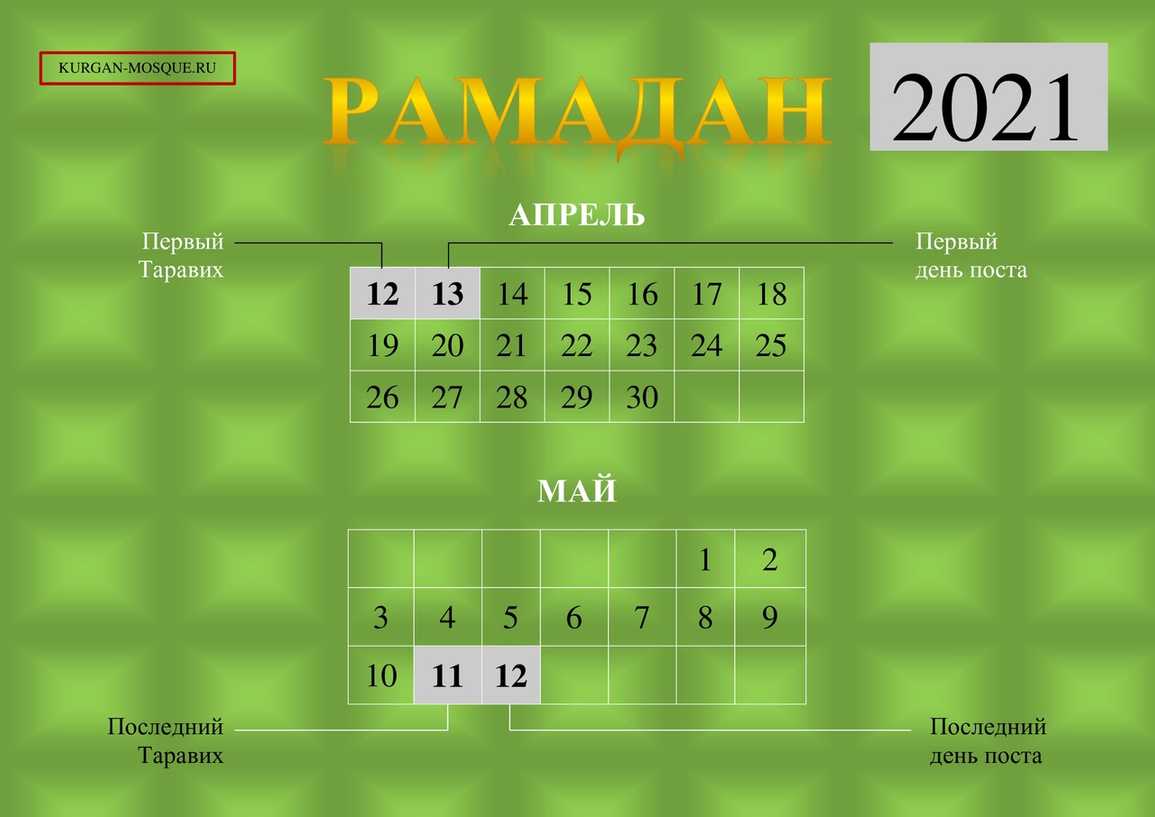 KURGAN-MOSQUE.RU
РАМАДАН
2021
АПРЕЛЬ
Первый
Таравих
Первый
день поста
12 13 14 15 16 17 18
19 20 21 22 23 24 25
26 27 28 29 30
МАЙ
1 2
3 4 5 6 7 8 9
10 11 12
Последний
Таравих
Последний
день поста